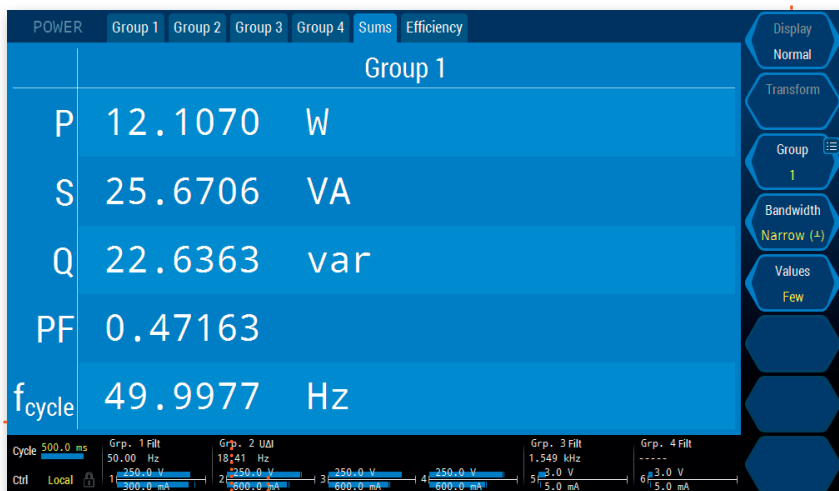 POWER Group 1 Group 2 Group 3 Group 4 Sums Efficiency
Group 1
P 12.1070 W
S 25.6706 VA
Q 22.6363 var
PF 0.47163
fcycle 49.9977 Hz
Display
Normal
Transform
Group
1
Bandwidth
Narrow (⊥)
Values
Few
Cycle 500.0 ms
Ctrl Local
Grp. 1 Filt
50.00 Hz
1 250.0 V
300.0 mA
Grp. 2 UΔI
18.41 Hz
2 250.0 V
600.0 mA
3 250.0 V
600.0 mA
4 250.0 V
600.0 mA
Grp. 3 Filt
1.549 kHz
5 3.0 V
5.0 mA
Grp. 4 Filt
-----
6 3.0 V
5.0 mA